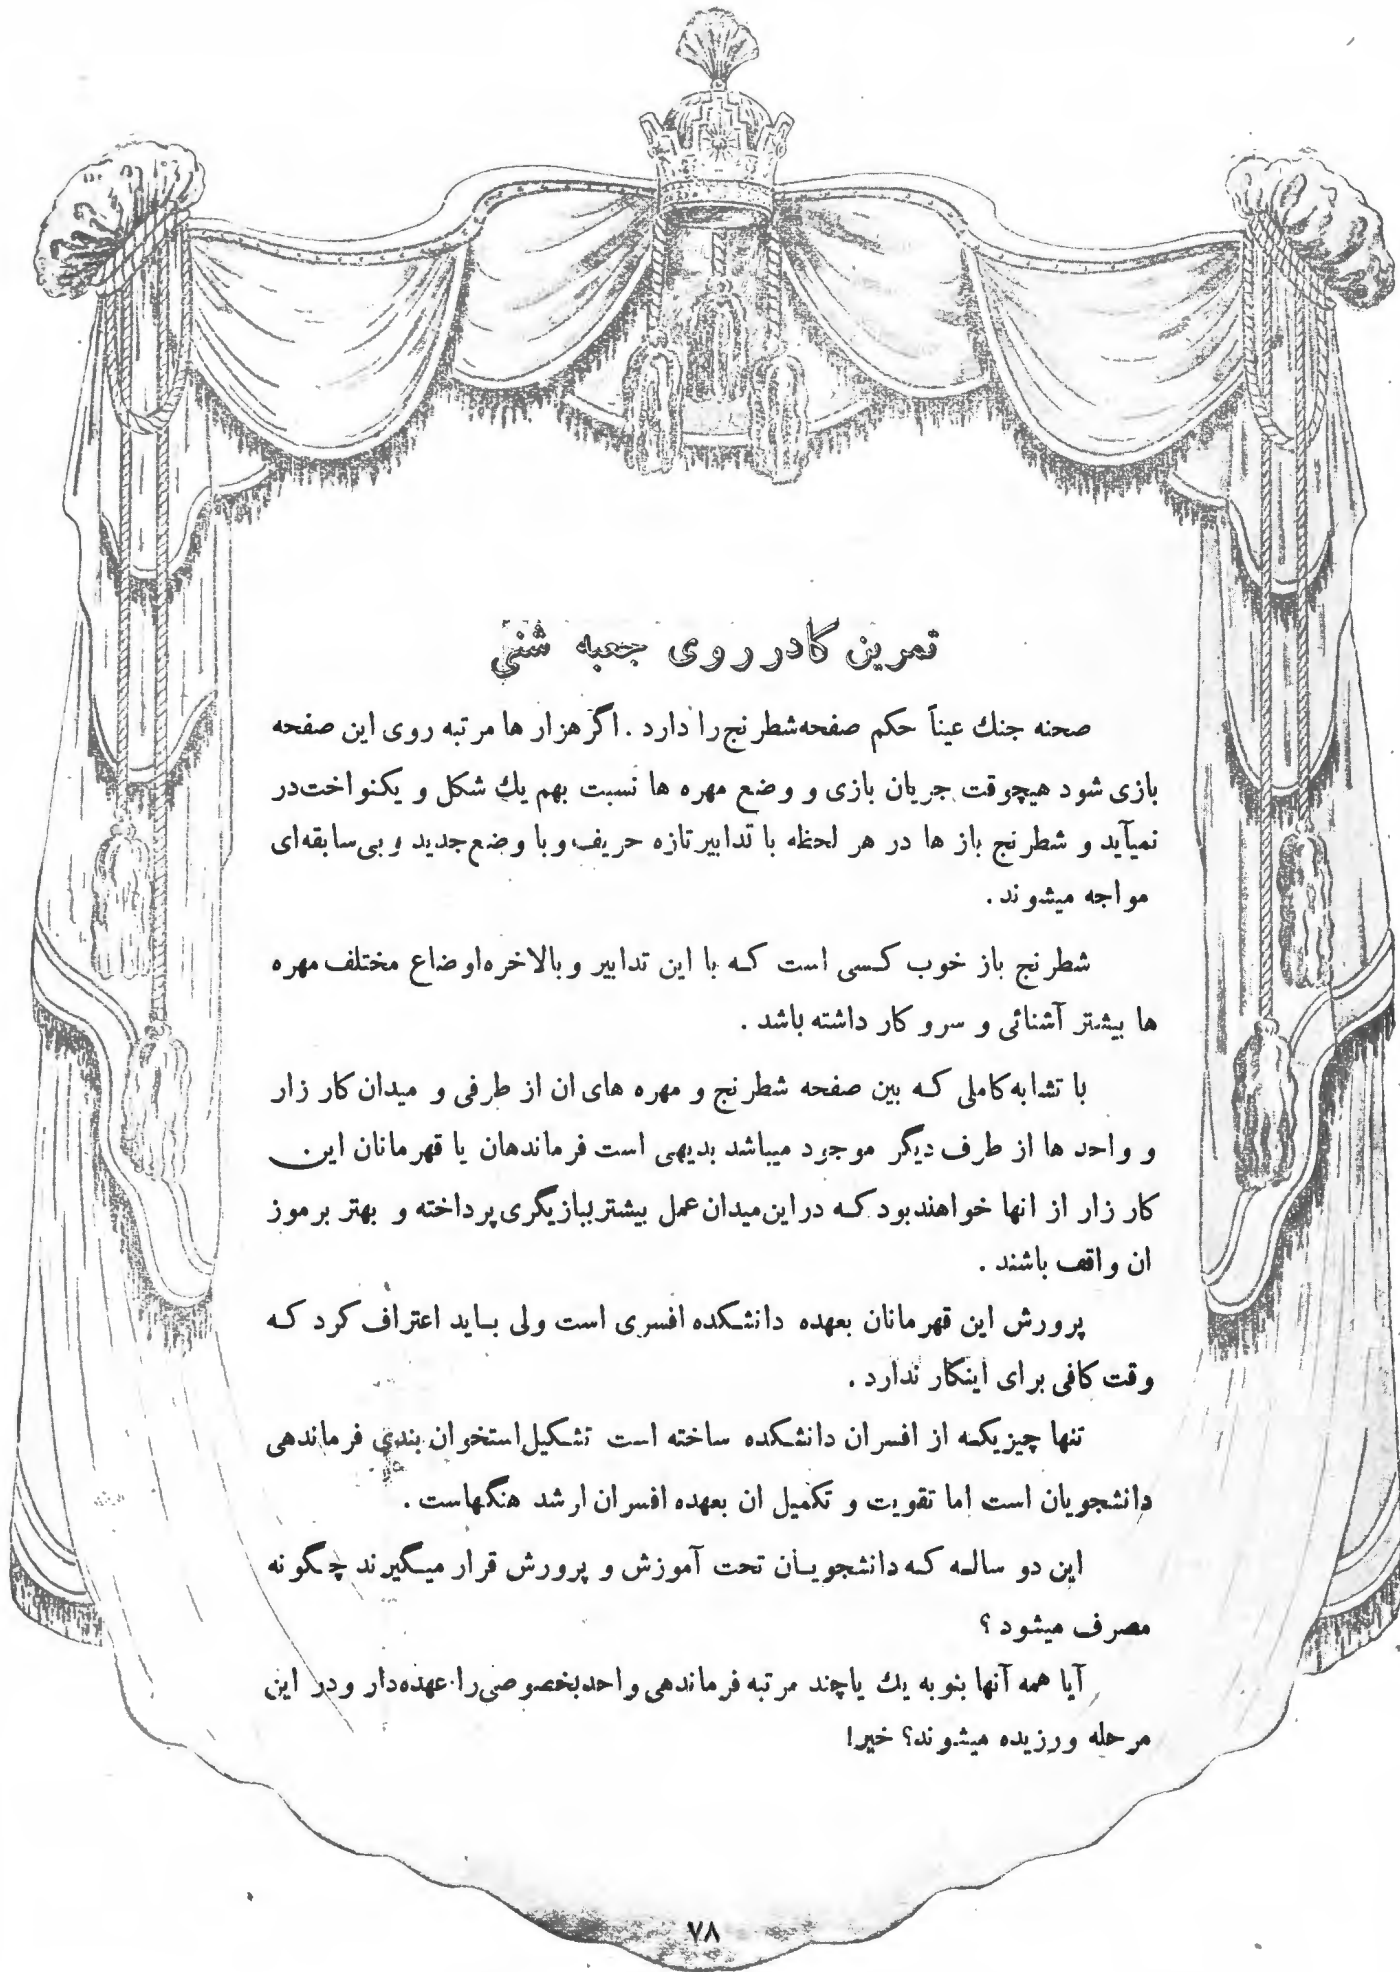 تمرین کادر روی جعبه شنی
صحنه جنك عیناً حکم صفحه شطرنج را دارد . اگر هزار ها مرتبه روی این صفحه
بازی شود هیچوقت جریان بازی و وضع مهره ها نسبت بهم یك شکل و یکنواخت در
نمیآید و شطرنج باز ها در هر لحظه با تدابیر تازه حریف و با وضع جدید و بی سابقه ای
مواجه میشوند .
شطرنج باز خوب کسی است که با این تدابیر و بالاخره اوضاع مختلف مهره
ها بیشتر آشنائی و سرو کار داشته باشد .
با تشابه کاملی که بین صفحه شطرنج و مهره های ان از طرفی و میدان کار زار
و واحد ها از طرف دیگر موجود میباشد بدیهی است فرماندهان یا قهرمانان این
کار زار از انها خواهند بود که در این میدان عمل بیشتر ببازیگری پرداخته و بهتر برموز
ان واقف باشند .
پرورش این قهرمانان بعهده دانشکده افسری است ولی باید اعتراف کرد که
وقت کافی برای اینکار ندارد .
تنها چیزیکه از افسران دانشکده ساخته است تشکیل استخوان بندی فرماندهی
دانشجویان است اما تقویت و تکمیل ان بعهده افسران ارشد هنگهاست .
این دو ساله که دانشجویان تحت آموزش و پرورش قرار میگیرند چگونه
مصرف میشود ؟
آیا همه آنها بنوبه یك یا چند مرتبه فرماندهی واحد بخصوصی را عهده دار و در این
مرحله ورزیده میشوند؟ خیر!
۷۸